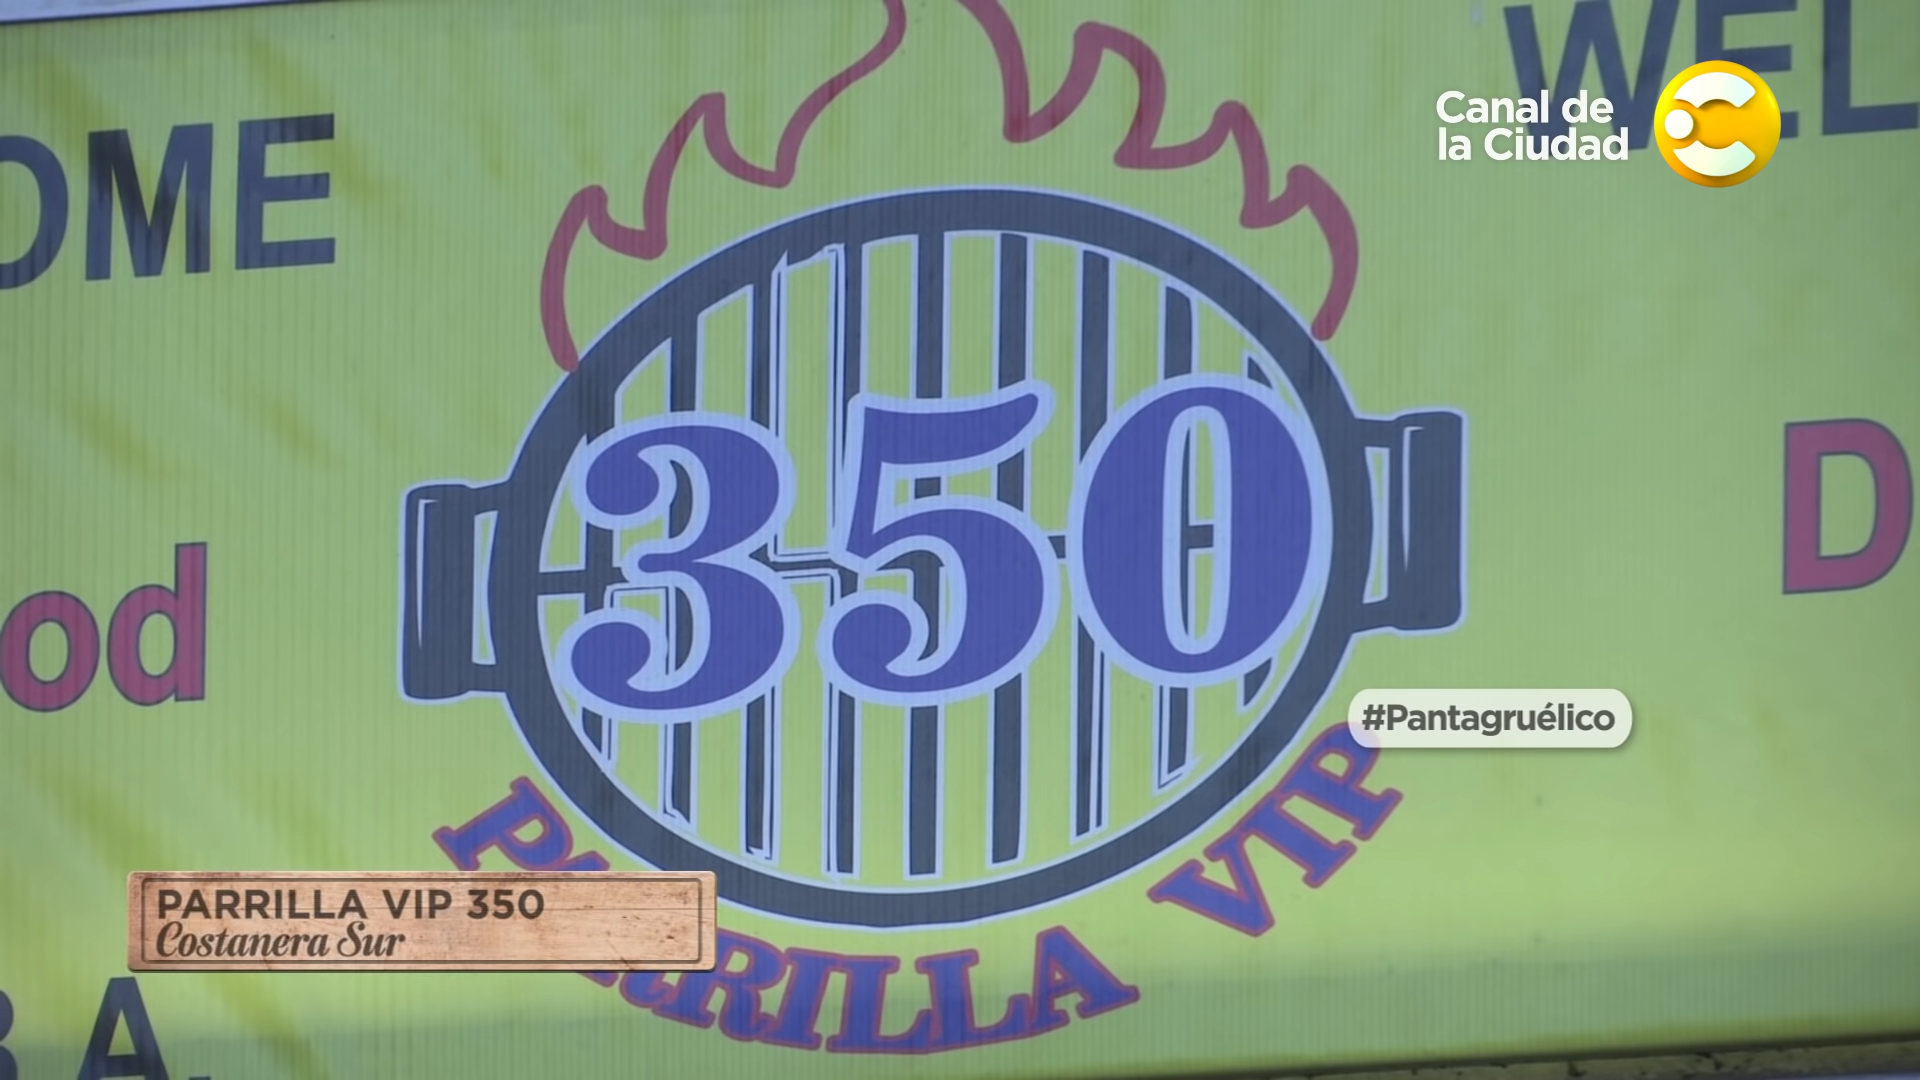 WEL
Canal de
la Ciudad
OME
350
D
od
#Pantagruélico
PARRILLA VIP
PARRILLA VIP 350
Costanera Sur
A.